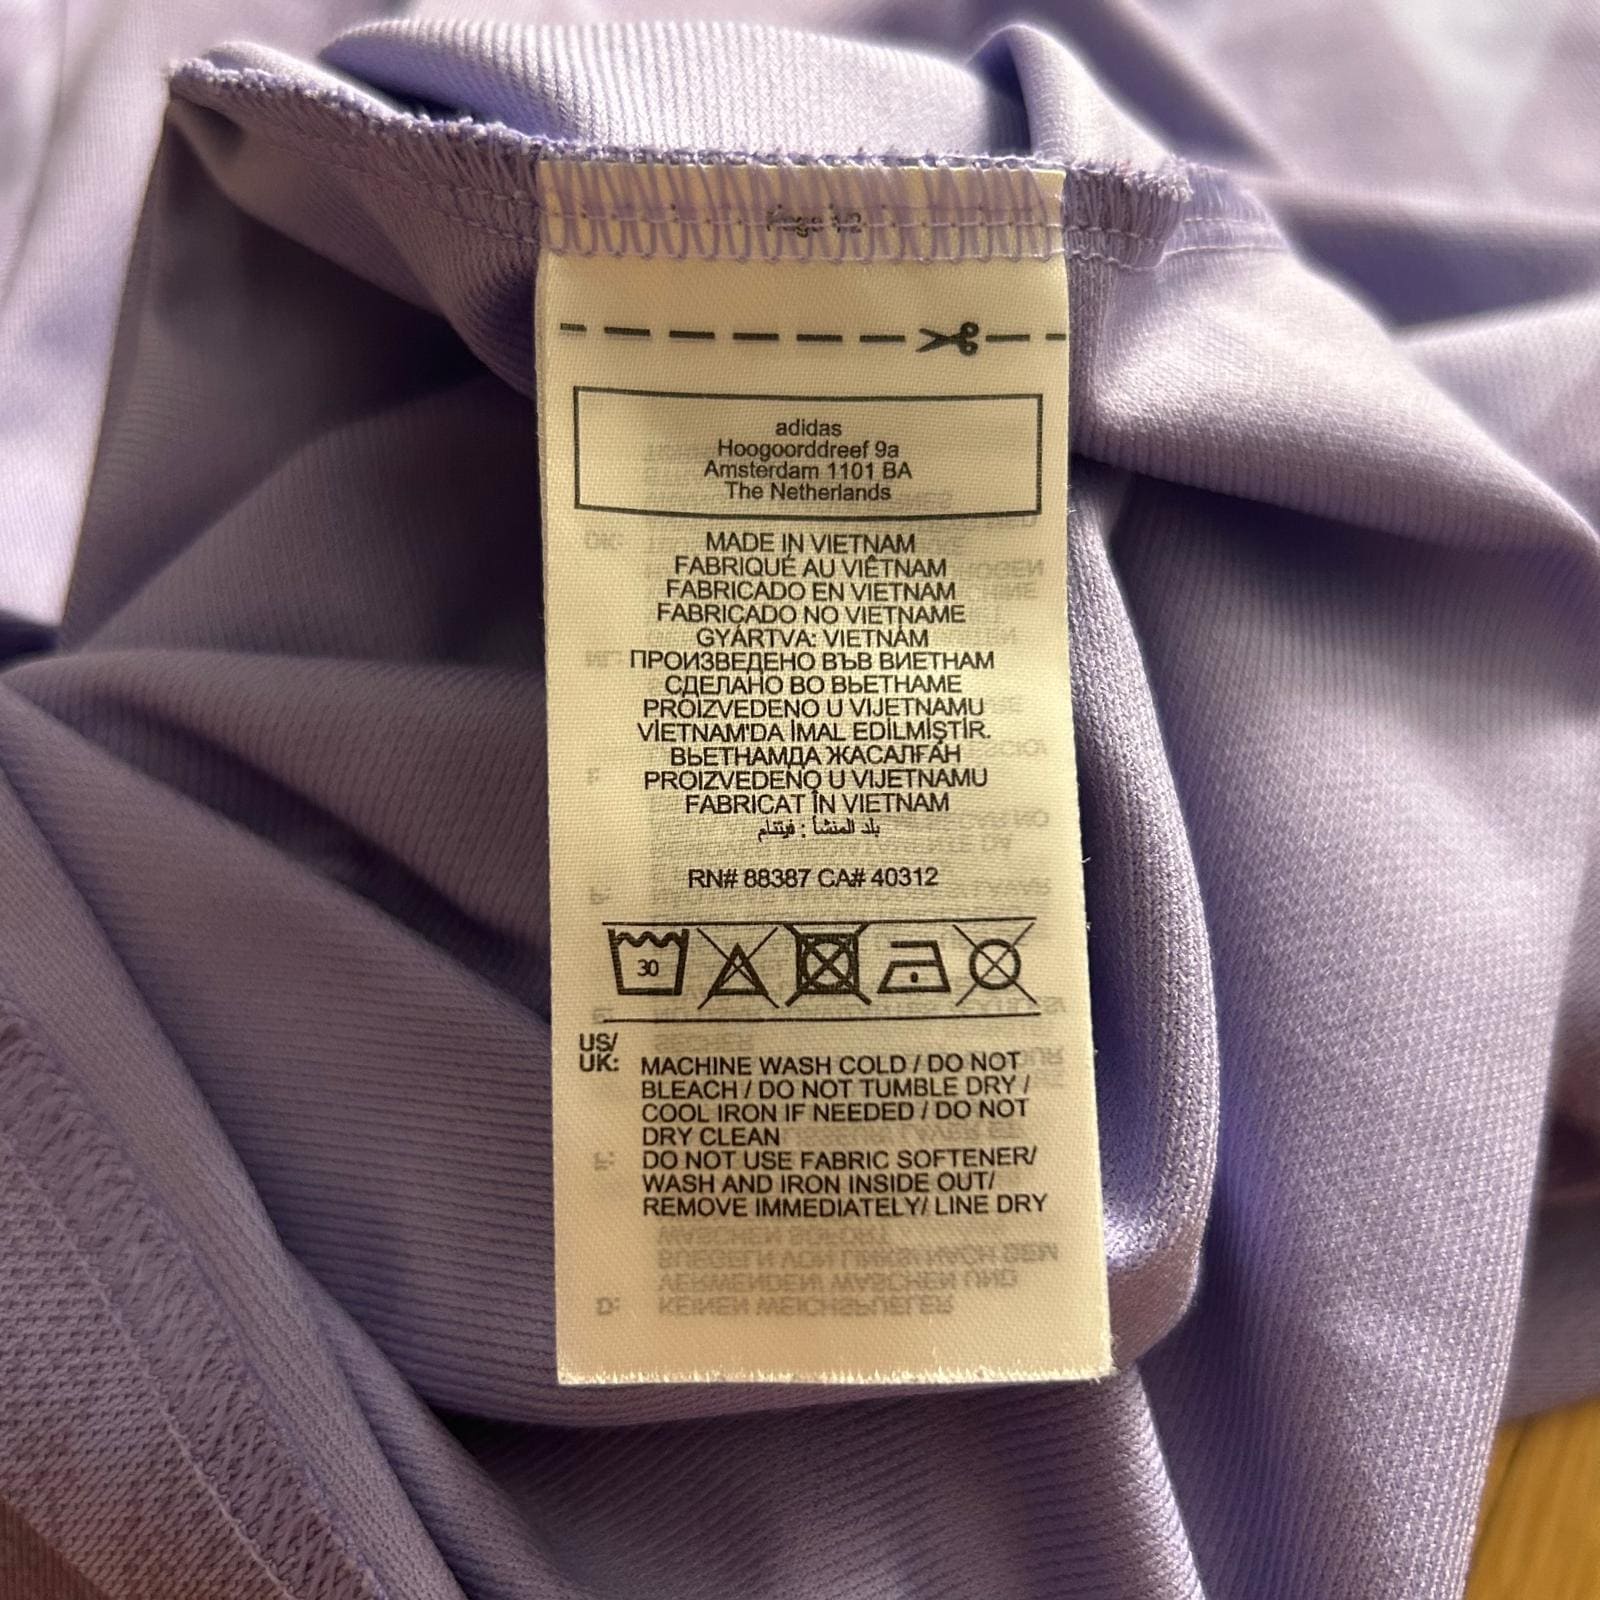 adidas
Hoogoorddreef 9a
Amsterdam 1101 BA
The Netherlands
MADE IN VIETNAM
FABRIQUÉ AU VIÊTNAM
FABRICADO EN VIETNAM
FABRICADO NO VIETNAME
GYÁRTVA: VIETNÁM
ПРОИЗВЕДЕНО ВЪВ ВИЕТНАМ
СДЕЛАНО ВО ВЬЕТНАМЕ
PROIZVEDENO U VIJETNAMU
VİETNAM'DA İMAL EDİLMİŞTİR.
ВЬЕТНАМДА ЖАСАЛҒАН
PROIZVEDENO U VIJETNAMU
FABRICAT ÎN VIETNAM
بلد المنشأ : فيتنام
RN# 88387 CA# 40312
30
US/
UK: MACHINE WASH COLD / DO NOT
BLEACH / DO NOT TUMBLE DRY /
COOL IRON IF NEEDED / DO NOT
DRY CLEAN
DO NOT USE FABRIC SOFTENER/
WASH AND IRON INSIDE OUT/
REMOVE IMMEDIATELY/ LINE DRY